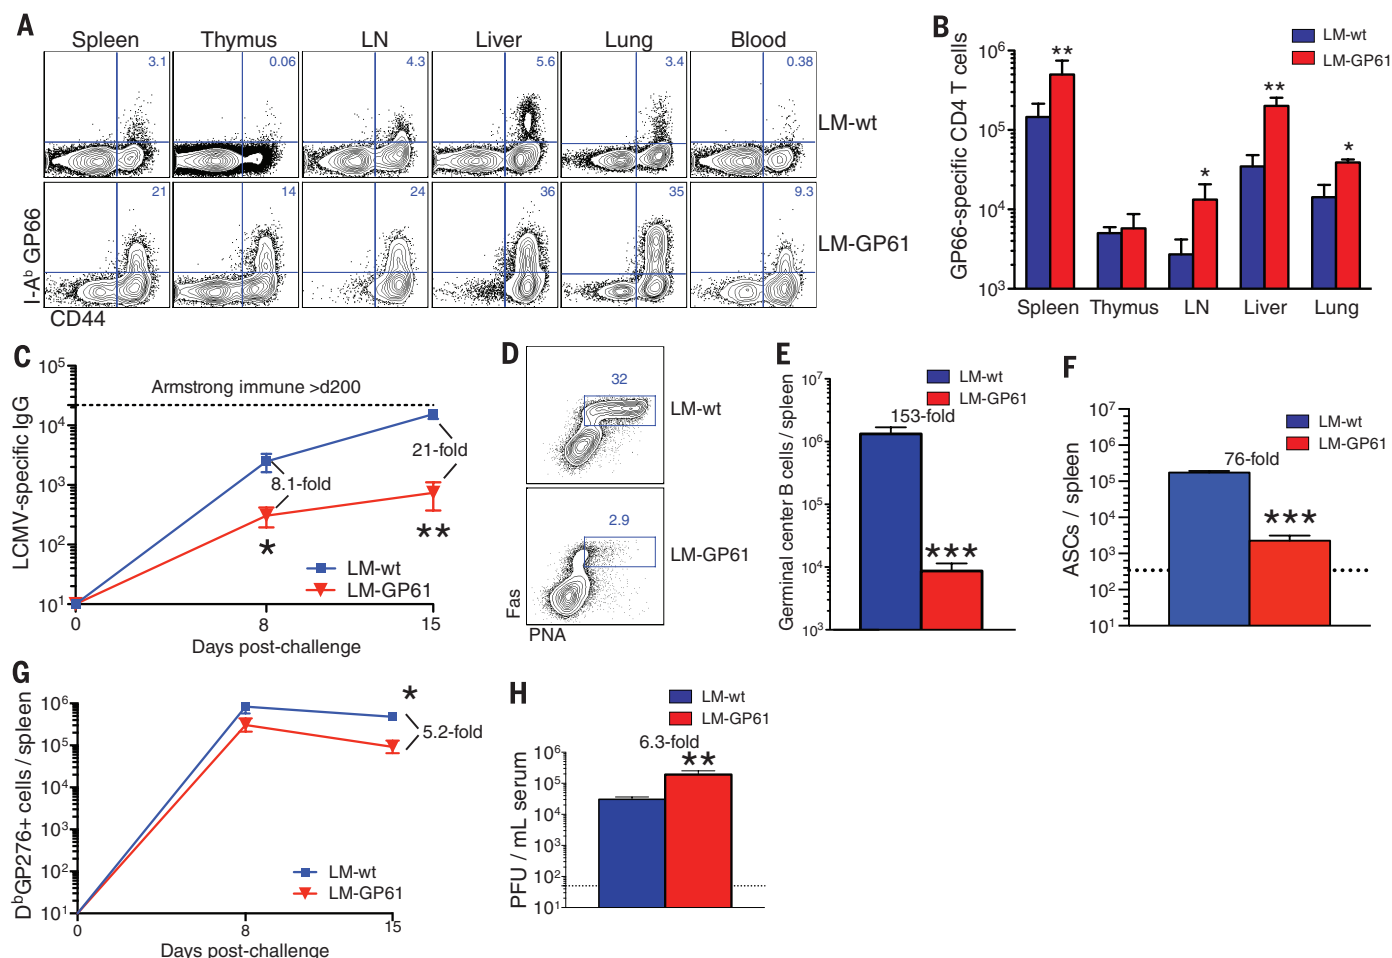 A
Spleen Thymus LN Liver Lung Blood
3.1 0.06 4.3 5.6 3.4 0.38
LM-wt
21 14 24 36 35 9.3
LM-GP61
I-Aᵇ GP66
CD44
B
LM-wt
LM-GP61
GP66-specific CD4 T cells
10⁶
10⁵
10⁴
10³
** * ** *
Spleen Thymus LN Liver Lung
C
LCMV-specific IgG
10⁵
10⁴
10³
10²
10¹
Armstrong immune >d200
21-fold
8.1-fold
* **
LM-wt
LM-GP61
0 8 15
Days post-challenge
D
32
LM-wt
2.9
LM-GP61
Fas
PNA
E
LM-wt
LM-GP61
153-fold
Germinal center B cells / spleen
10⁷
10⁶
10⁵
10⁴
10³
***
F
LM-wt
LM-GP61
76-fold
ASCs / spleen
10⁷
10⁶
10⁵
10⁴
10³
10²
10¹
***
G
DᵇGP276+ cells / spleen
10⁶
10⁵
10⁴
10³
10²
10¹
*
5.2-fold
LM-wt
LM-GP61
0 8 15
Days post-challenge
H
LM-wt
LM-GP61
6.3-fold
**
PFU / mL serum
10⁶
10⁵
10⁴
10³
10²
10¹